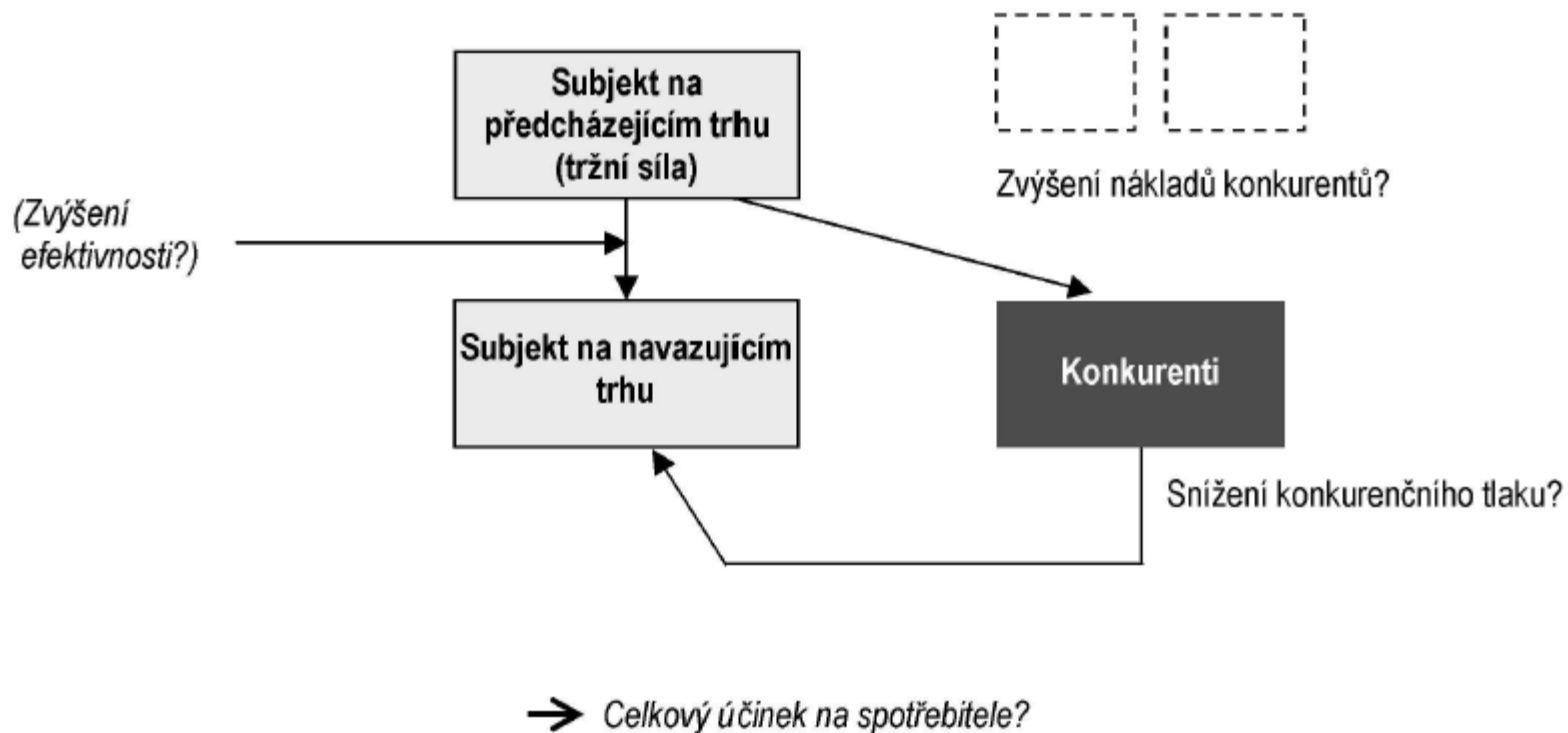 Subjekt na
předcházejícím trhu
(tržní síla)
Zvýšení nákladů konkurentů?
(Zvýšení
efektivnosti?)
Subjekt na navazujícím
trhu
Konkurenti
Snížení konkurenčního tlaku?
Celkový účinek na spotřebitele?